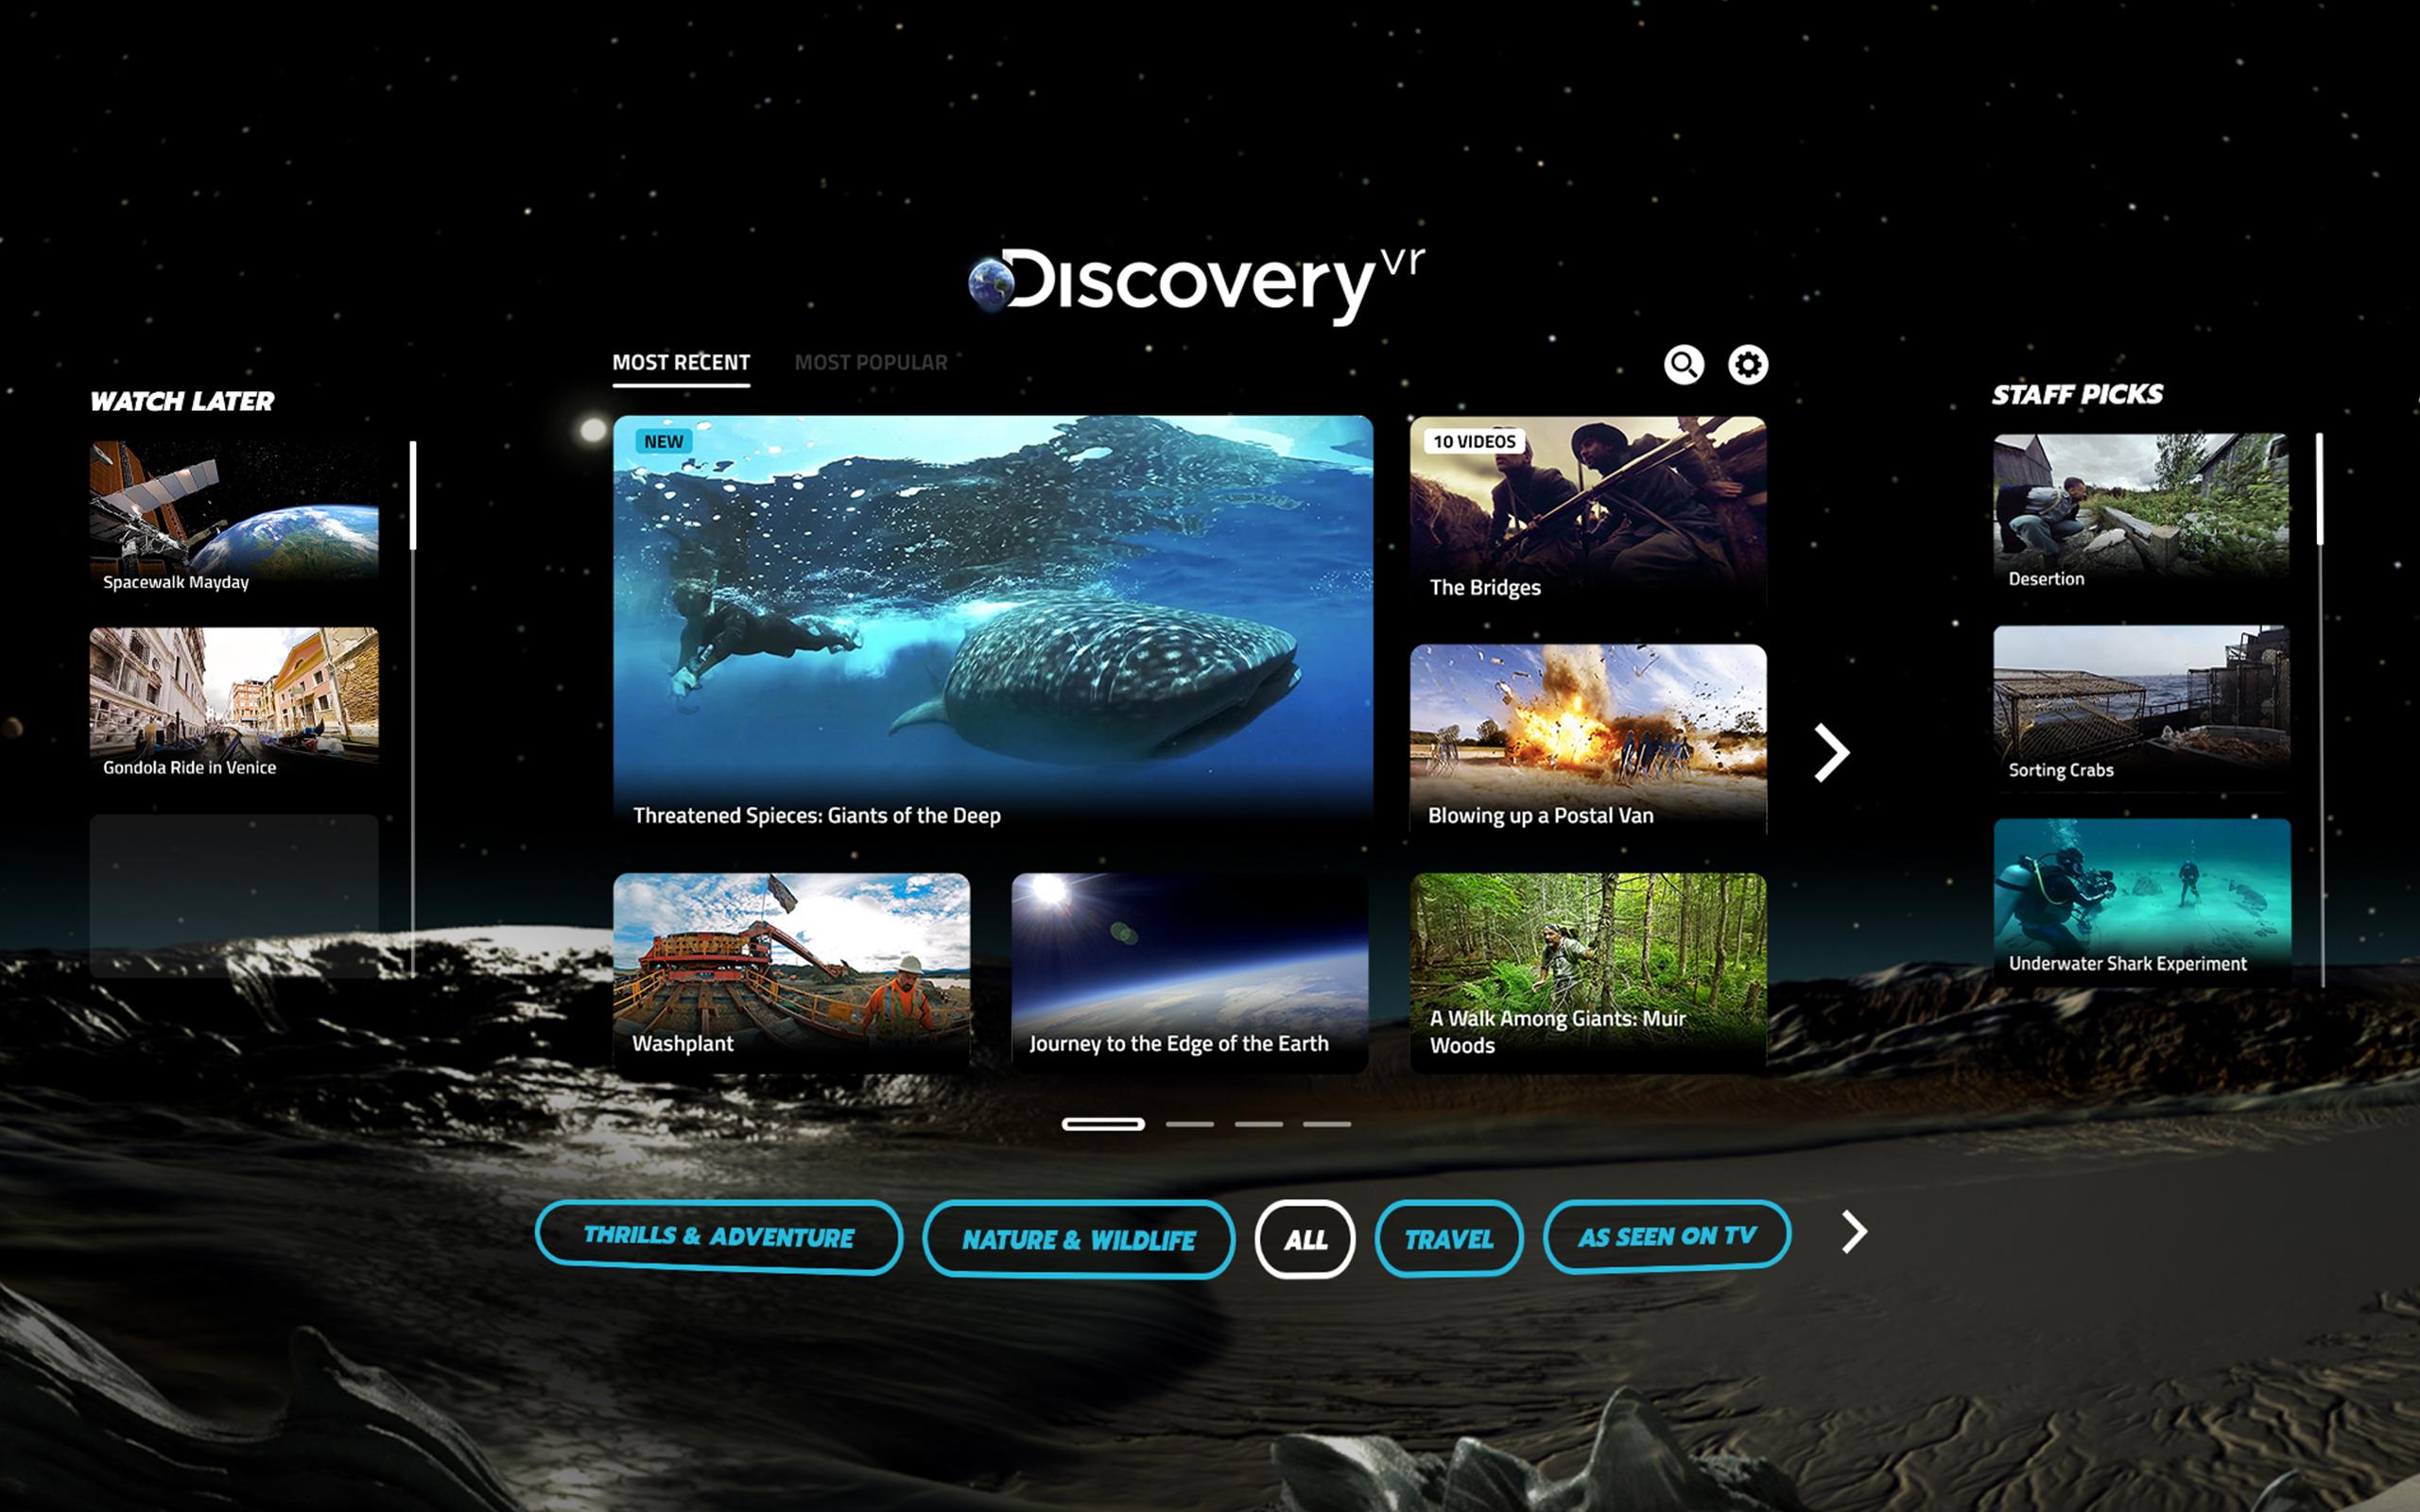 Discovery vr
MOST RECENT
MOST POPULAR
WATCH LATER
Spacewalk Mayday
Gondola Ride in Venice
NEW
Threatened Spieces: Giants of the Deep
10 VIDEOS
The Bridges
Blowing up a Postal Van
Washplant
Journey to the Edge of the Earth
A Walk Among Giants: Muir
Woods
STAFF PICKS
Desertion
Sorting Crabs
Underwater Shark Experiment
THRILLS & ADVENTURE
NATURE & WILDLIFE
ALL
TRAVEL
AS SEEN ON TV